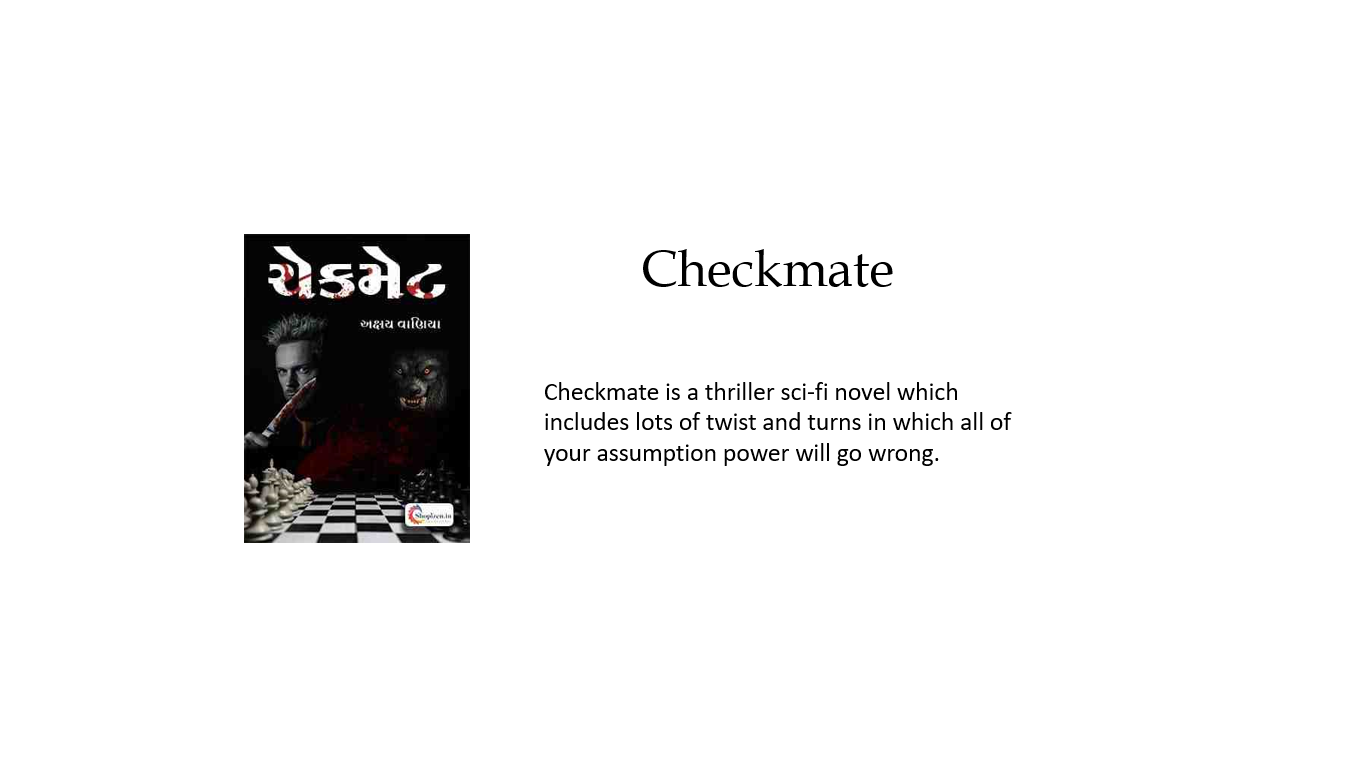 ચેકમેટ
અક્ષય વાણિયા
Shopizen.in
Checkmate
Checkmate is a thriller sci-fi novel which
includes lots of twist and turns in which all of
your assumption power will go wrong.